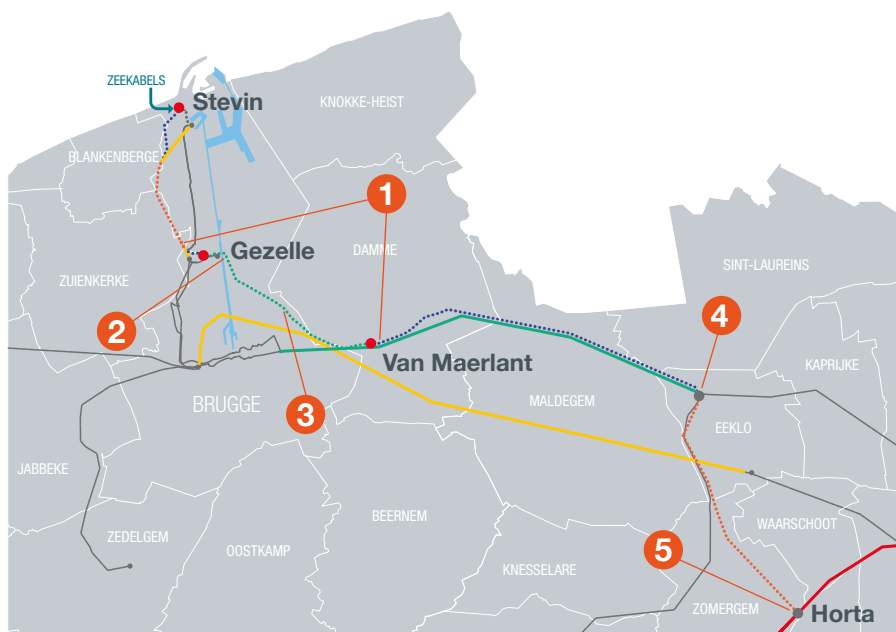 ZEEKABELS
Stevin
KNOKKE-HEIST
BLANKENBERGE
1
Gezelle
DAMME
ZUIENKERKE
SINT-LAUREINS
2
4
Van Maerlant
KAPRIJKE
BRUGGE
3
MALDEGEM
EEKLO
JABBEKE
BEERNEM
WAARSCHOOT
ZEDELGEM
OOSTKAMP
5
KNESSELARE
ZOMERGEM
Horta